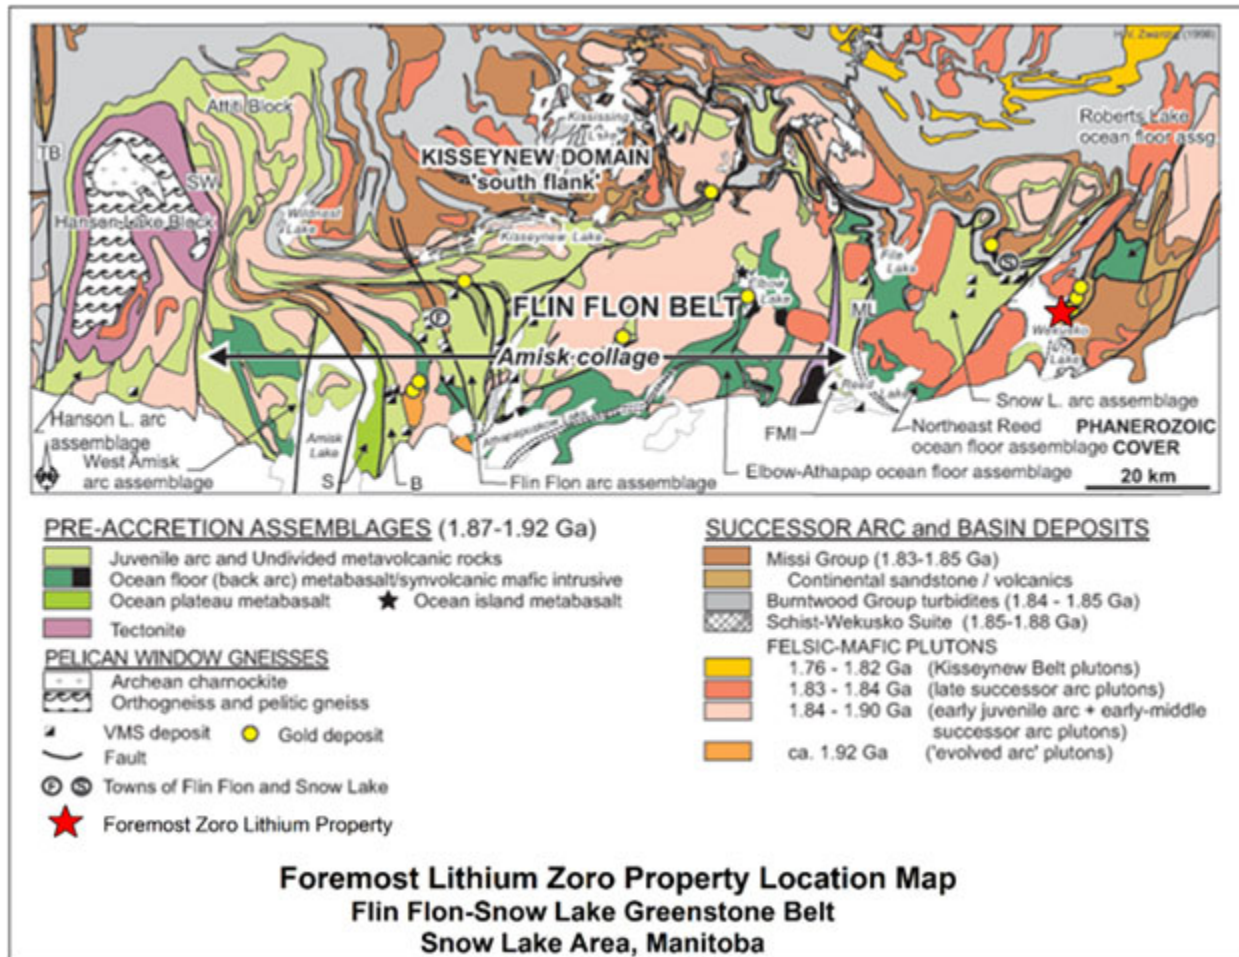 H.V. Zwanzig (1998)
Attiti Block
Roberts Lake
ocean floor assg.
Kississing
Lake
TB
KISSEYNEW DOMAIN
'south flank'
SW
Hanson Lake Block
Wildnest
Lake
Kisseynew Lake
File
Lake
S
Elbow
Lake
FLIN FLON BELT
F
ML
Wekusko
Lake
Amisk collage
Reed Lake
Hanson L. arc
assemblage
Snow L. arc assemblage
Athapapuskow Lake
Amisk
Lake
FMI
Northeast Reed
ocean floor assemblage
PHANEROZOIC
COVER
West Amisk
arc assemblage
Elbow-Athapap ocean floor assemblage
S
B
Flin Flon arc assemblage
20 km
PRE-ACCRETION ASSEMBLAGES (1.87-1.92 Ga)
Juvenile arc and Undivided metavolcanic rocks
Ocean floor (back arc) metabasalt/synvolcanic mafic intrusive
Ocean plateau metabasalt
Ocean island metabasalt
Tectonite
PELICAN WINDOW GNEISSES
Archean charnockite
Orthogneiss and pelitic gneiss
VMS deposit
Gold deposit
Fault
F S Towns of Flin Flon and Snow Lake
Foremost Zoro Lithium Property
SUCCESSOR ARC and BASIN DEPOSITS
Missi Group (1.83-1.85 Ga)
Continental sandstone / volcanics
Burntwood Group turbidites (1.84 - 1.85 Ga)
Schist-Wekusko Suite (1.85-1.88 Ga)
FELSIC-MAFIC PLUTONS
1.76 - 1.82 Ga (Kisseynew Belt plutons)
1.83 - 1.84 Ga (late successor arc plutons)
1.84 - 1.90 Ga (early juvenile arc + early-middle
successor arc plutons)
ca. 1.92 Ga ('evolved arc' plutons)
Foremost Lithium Zoro Property Location Map
Flin Flon-Snow Lake Greenstone Belt
Snow Lake Area, Manitoba